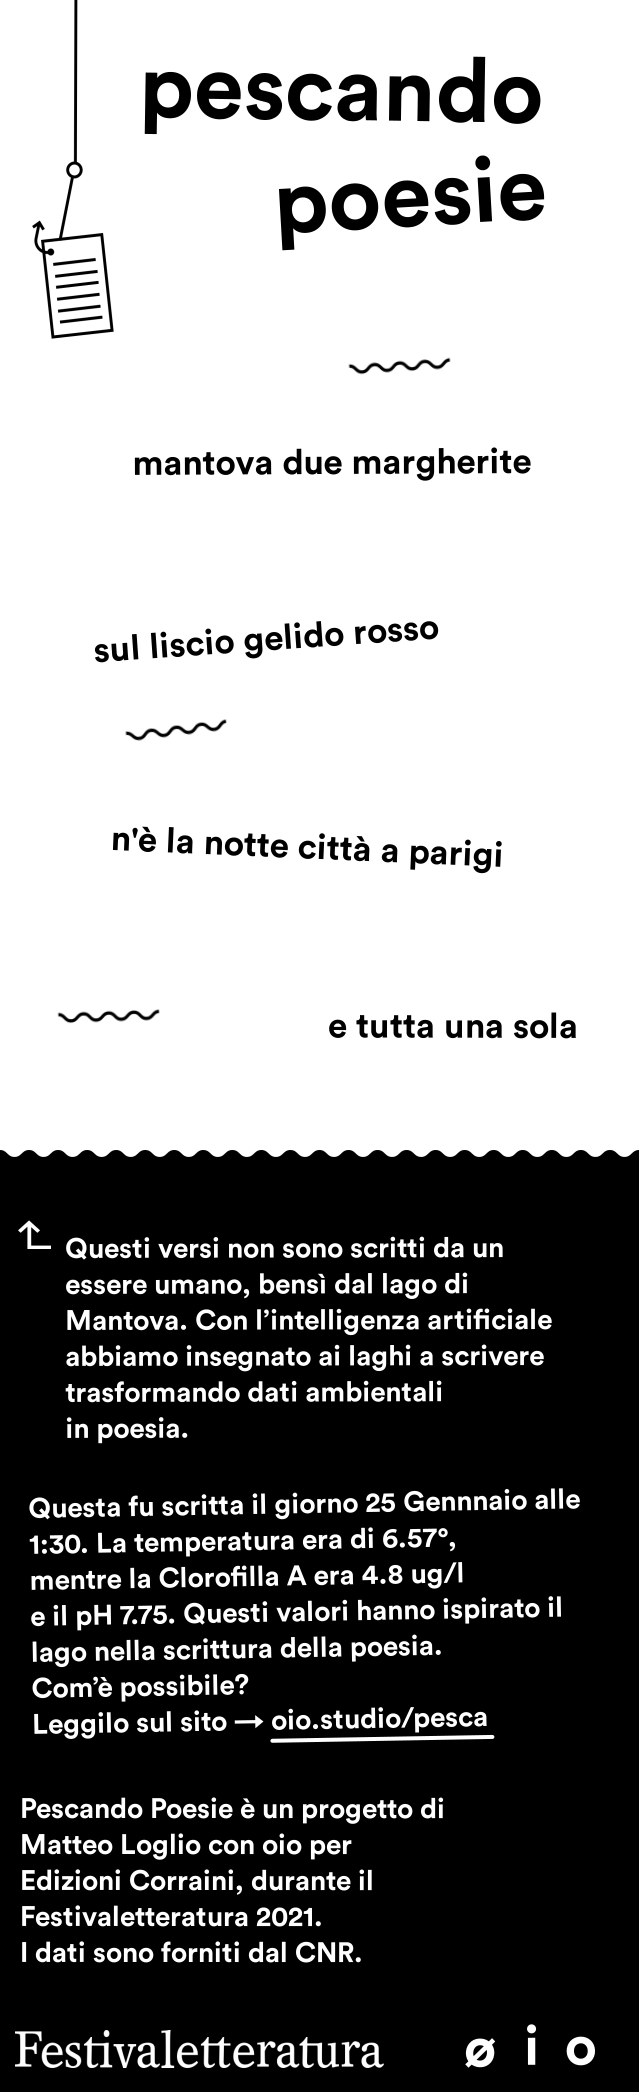 pescando
poesie
mantova due margherite
sul liscio gelido rosso
n'è la notte città a parigi
e tutta una sola
Questi versi non sono scritti da un
essere umano, bensì dal lago di
Mantova. Con l’intelligenza artificiale
abbiamo insegnato ai laghi a scrivere
trasformando dati ambientali
in poesia.
Questa fu scritta il giorno 25 Gennnaio alle
1:30. La temperatura era di 6.57°,
mentre la Clorofilla A era 4.8 ug/l
e il pH 7.75. Questi valori hanno ispirato il
lago nella scrittura della poesia.
Com’è possibile?
Leggilo sul sito → oio.studio/pesca
Pescando Poesie è un progetto di
Matteo Loglio con oio per
Edizioni Corraini, durante il
Festivaletteratura 2021.
I dati sono forniti dal CNR.
Festivaletteratura ø i o